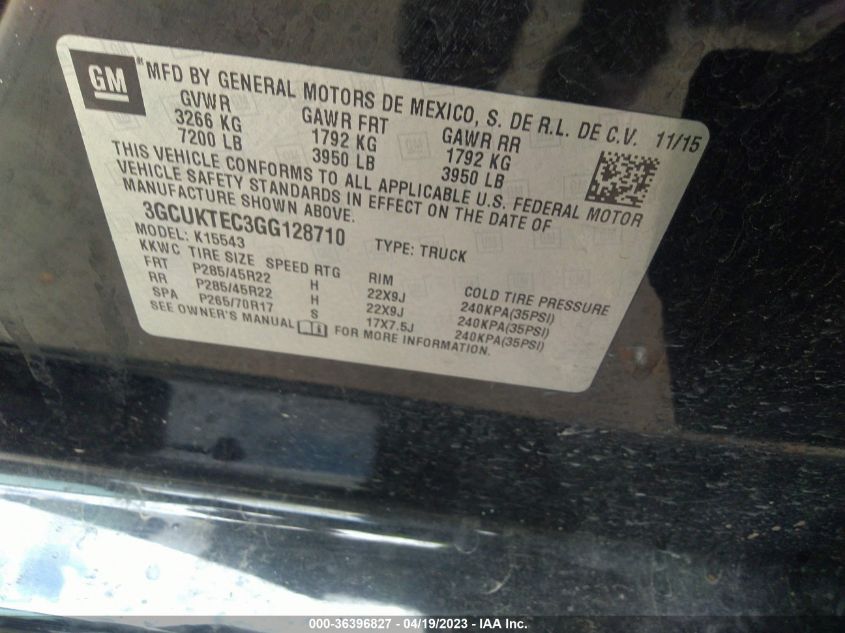 GM
MFD BY GENERAL MOTORS DE MEXICO, S. DE R.L. DE C.V. 11/15
GVWR GAWR FRT GAWR RR
3266 KG 1792 KG 1792 KG
7200 LB 3950 LB 3950 LB
THIS VEHICLE CONFORMS TO ALL APPLICABLE U.S. FEDERAL MOTOR
VEHICLE SAFETY STANDARDS IN EFFECT ON THE DATE OF
MANUFACTURE SHOWN ABOVE.
3GCUKTEC3GG128710 TYPE: TRUCK
MODEL: K15543
KKWC TIRE SIZE SPEED RTG RIM COLD TIRE PRESSURE
FRT P285/45R22 H 22X9J 240KPA(35PSI)
RR P285/45R22 H 22X9J 240KPA(35PSI)
SPA P265/70R17 S 17X7.5J 240KPA(35PSI)
SEE OWNER'S MANUAL FOR MORE INFORMATION.
000-36396827 - 04/19/2023 - IAA Inc.